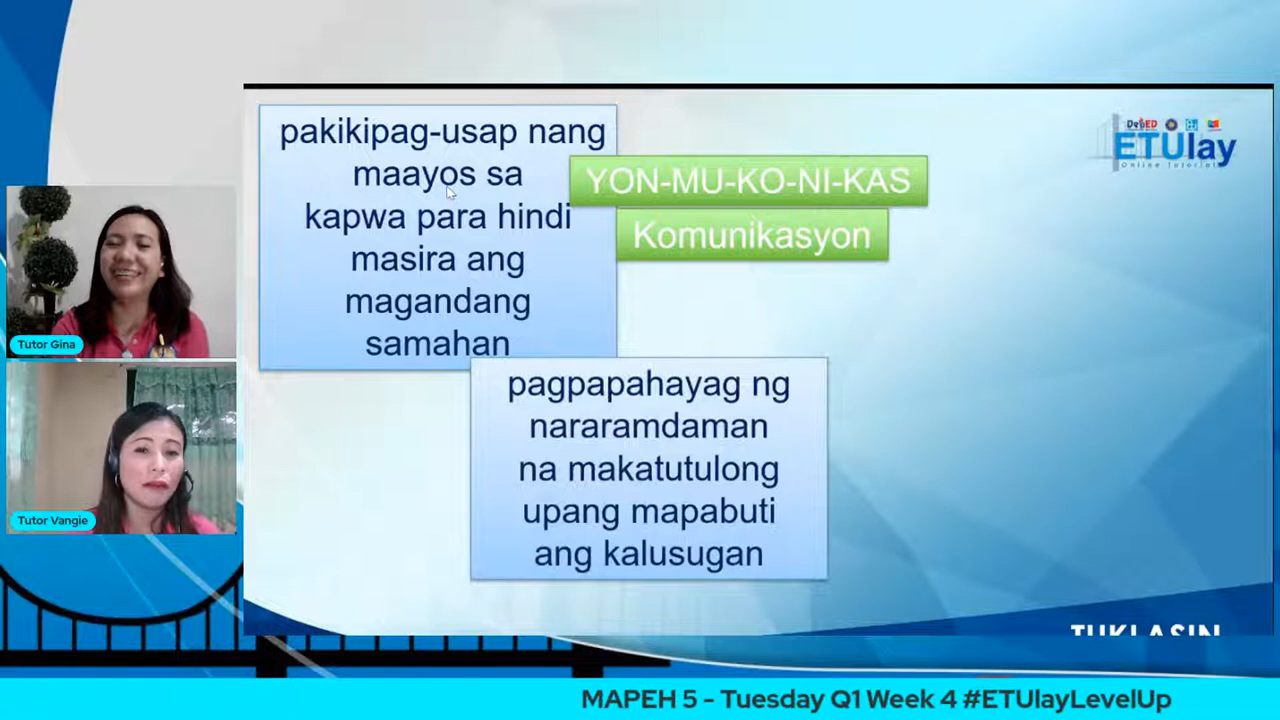 pakikipag-usap nang
maayos sa
kapwa para hindi
masira ang
magandang
samahan
YON-MU-KO-NI-KAS
Komunikasyon
pagpapahayag ng
nararamdaman
na makatutulong
upang mapabuti
ang kalusugan
DepED
ETUlay
Online Tutorial
Tutor Gina
Tutor Vangie
TUKLASIN
MAPEH 5 - Tuesday Q1 Week 4 #ETUlayLevelUp